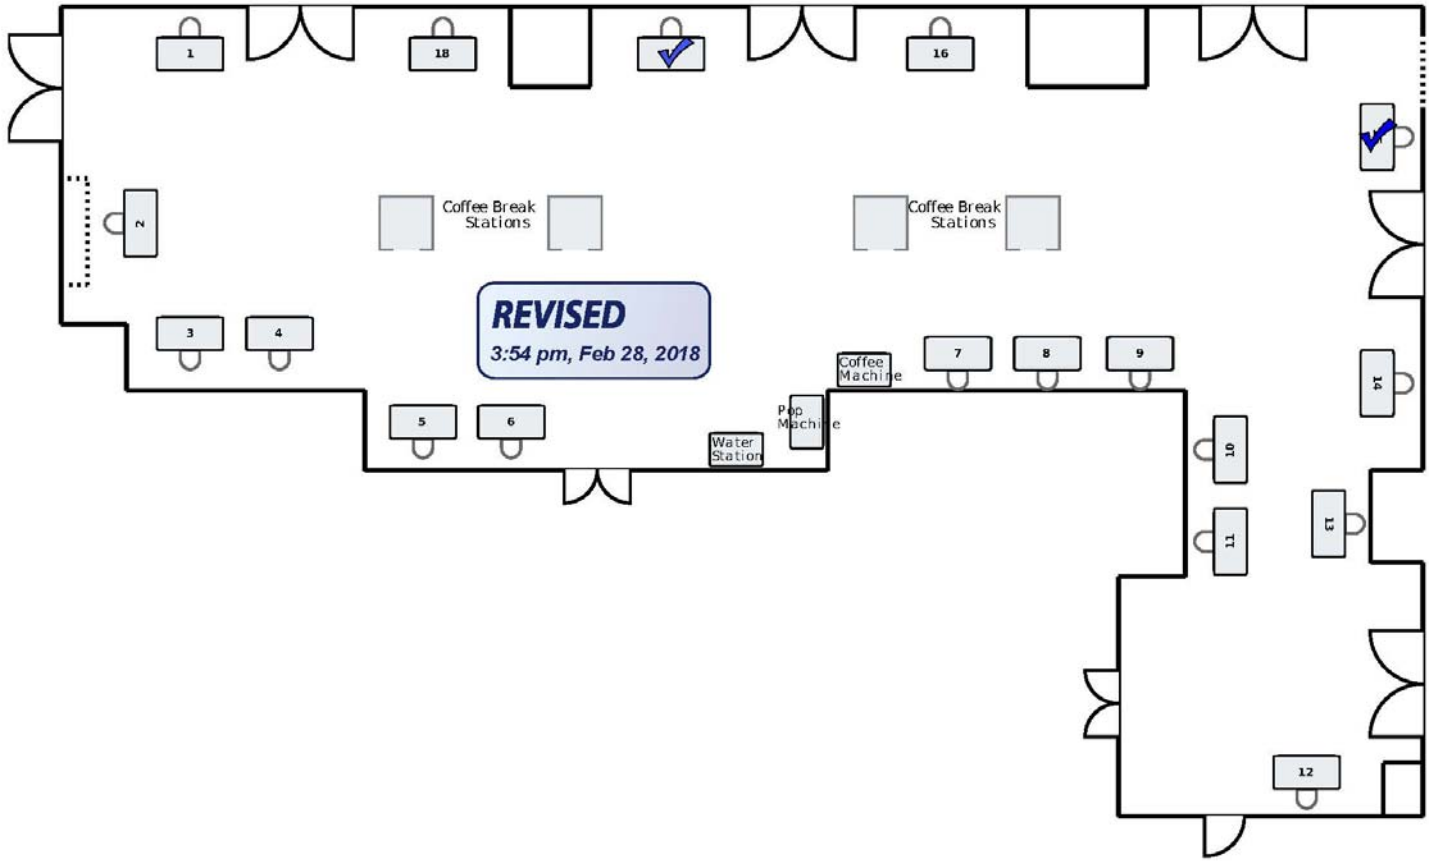 1
18
16
2
Coffee Break
Stations
Coffee Break
Stations
REVISED
3:54 pm, Feb 28, 2018
3
4
7
8
9
Coffee
Machine
14
5
6
Pop
Machine
Water
Station
10
11
13
12